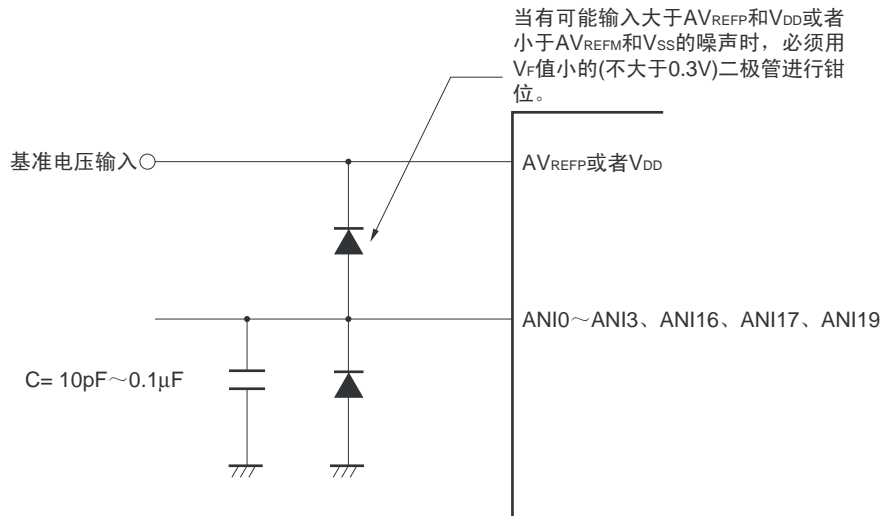 当有可能输入大于AVREFP和VDD或者
小于AVREFM和VSS的噪声时，必须用
VF值小的(不大于0.3V)二极管进行钳
位。
基准电压输入
AVREFP或者VDD
ANI0～ANI3、ANI16、ANI17、ANI19
C= 10pF～0.1μF